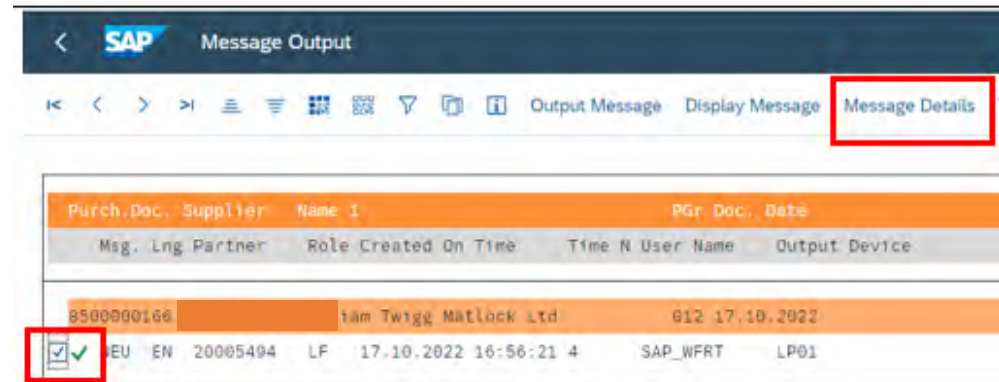 SAP Message Output
Output Message Display Message Message Details
Purch.Doc. Supplier Name 1 PGr Doc. Date
Msg. Lng Partner Role Created On Time Time N User Name Output Device
8500000166 iam Twigg Matlock Ltd 012 17.10.2022
EU EN 20005494 LF 17.10.2022 16:56:21 4 SAP_WFRT LP01